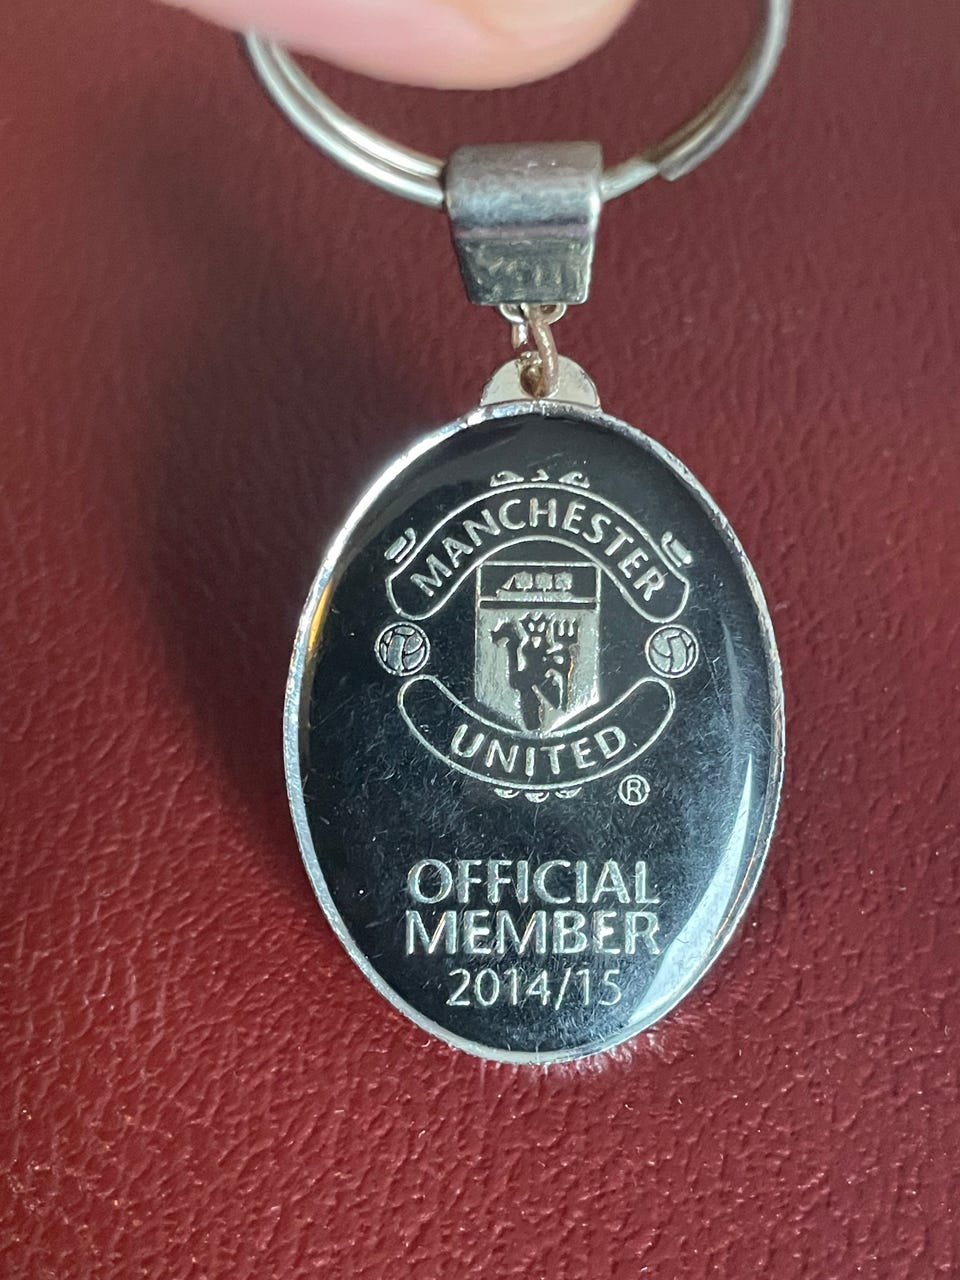 MANCHESTER
UNITED
®
OFFICIAL
MEMBER
2014/15